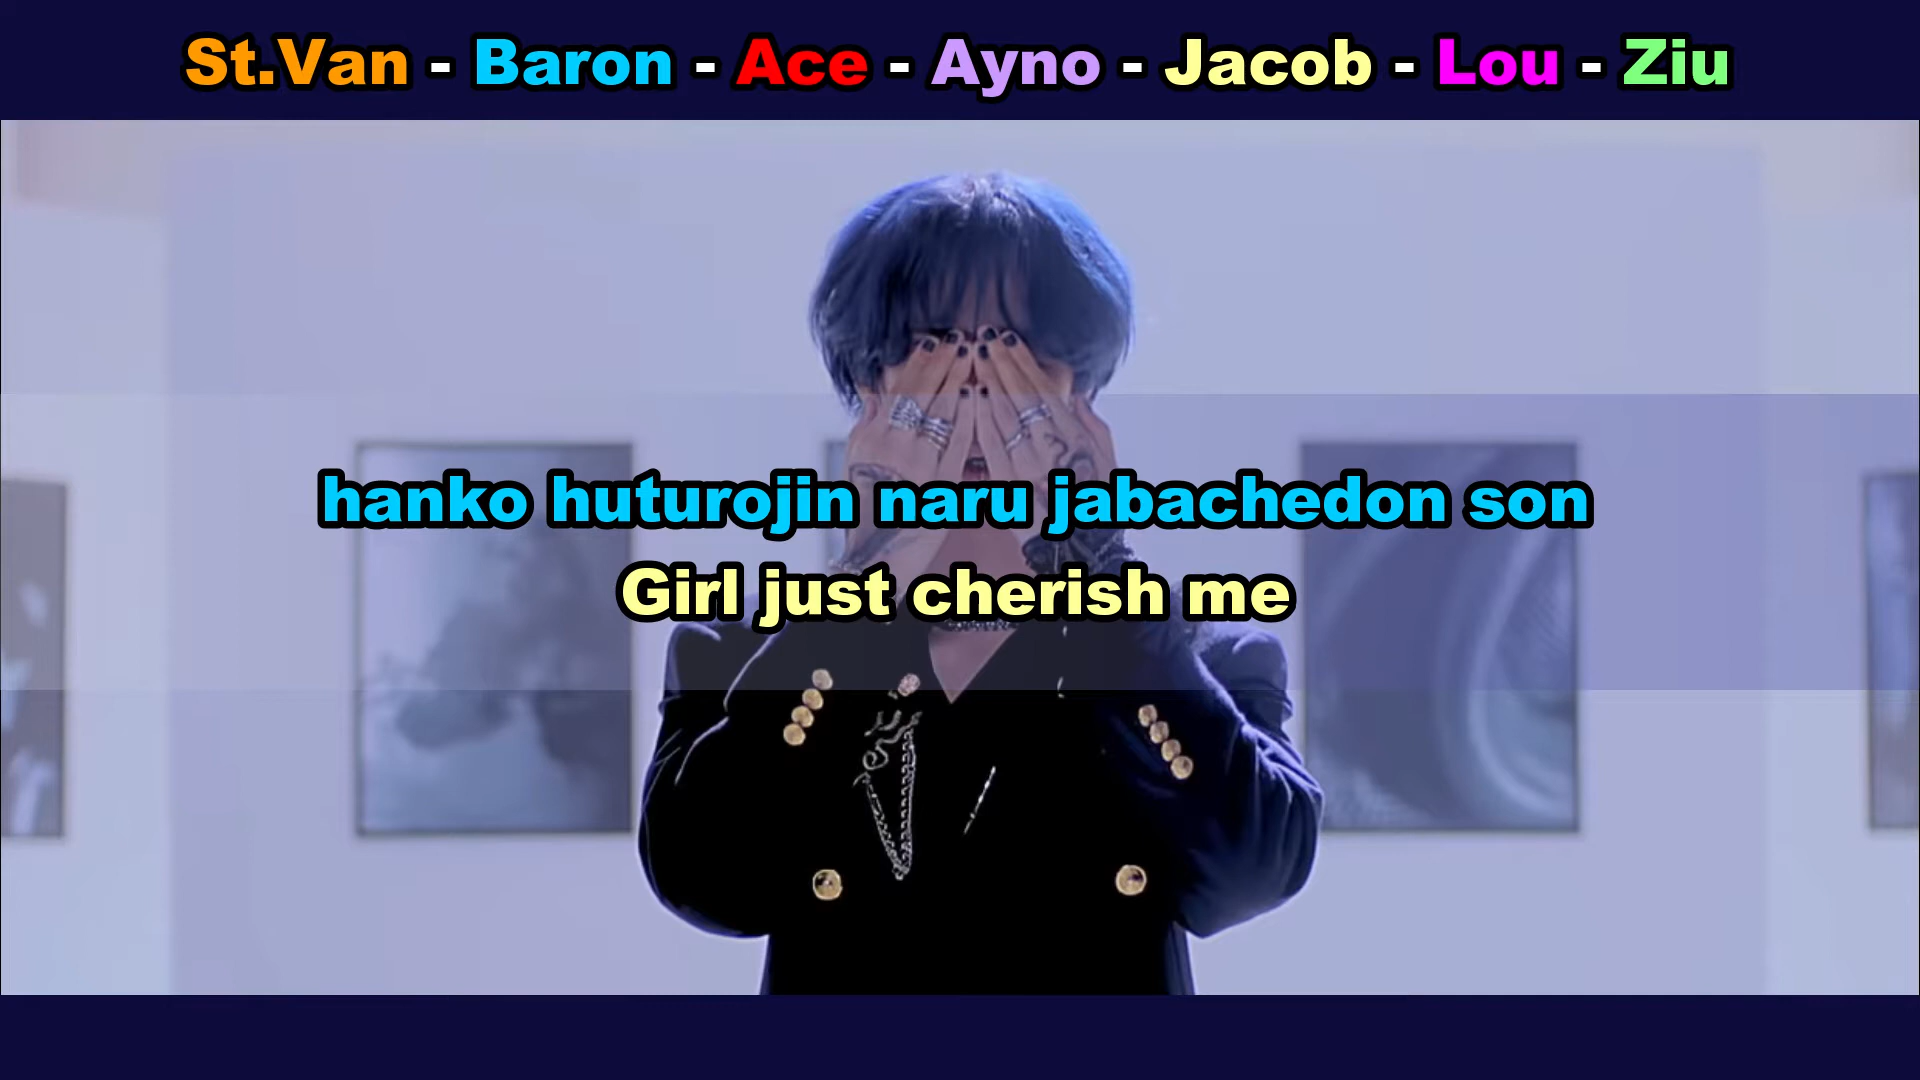 St.Van - Baron - Ace - Ayno - Jacob - Lou - Ziu
hanko huturojin naru jabachedon son
Girl just cherish me